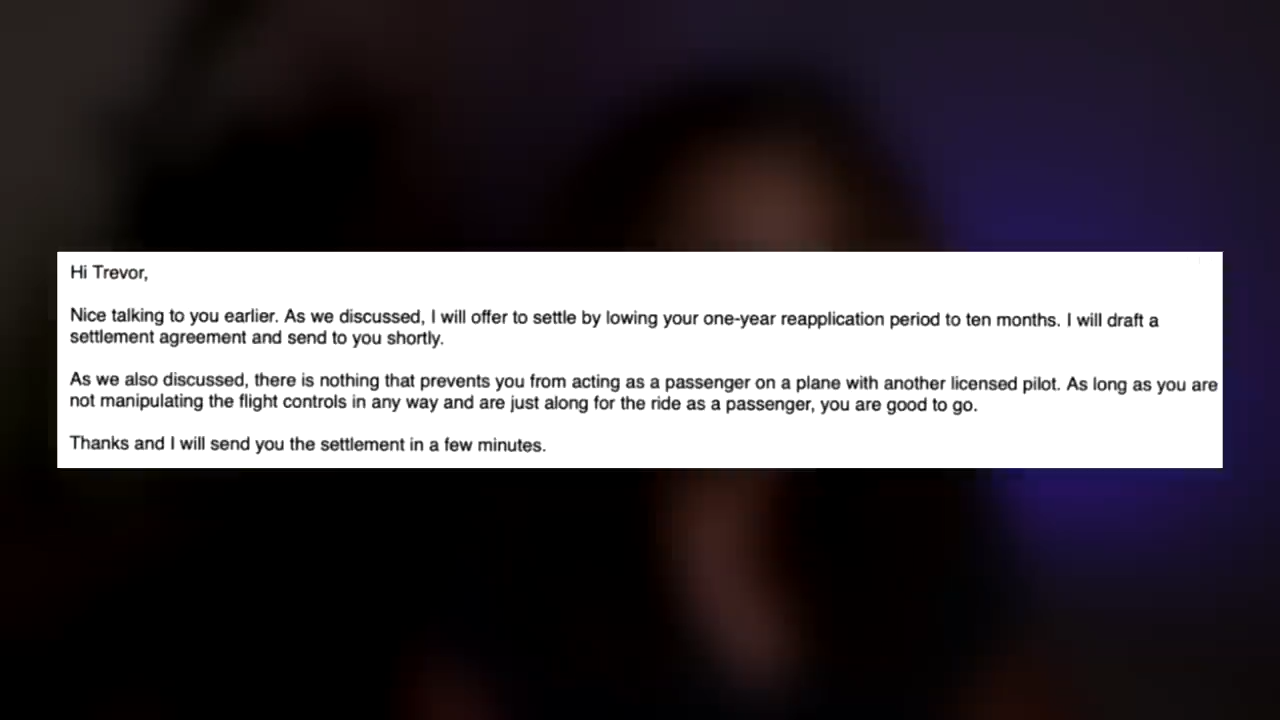 Hi Trevor,
Nice talking to you earlier. As we discussed, I will offer to settle by lowing your one-year reapplication period to ten months. I will draft a
settlement agreement and send to you shortly.
As we also discussed, there is nothing that prevents you from acting as a passenger on a plane with another licensed pilot. As long as you are
not manipulating the flight controls in any way and are just along for the ride as a passenger, you are good to go.
Thanks and I will send you the settlement in a few minutes.